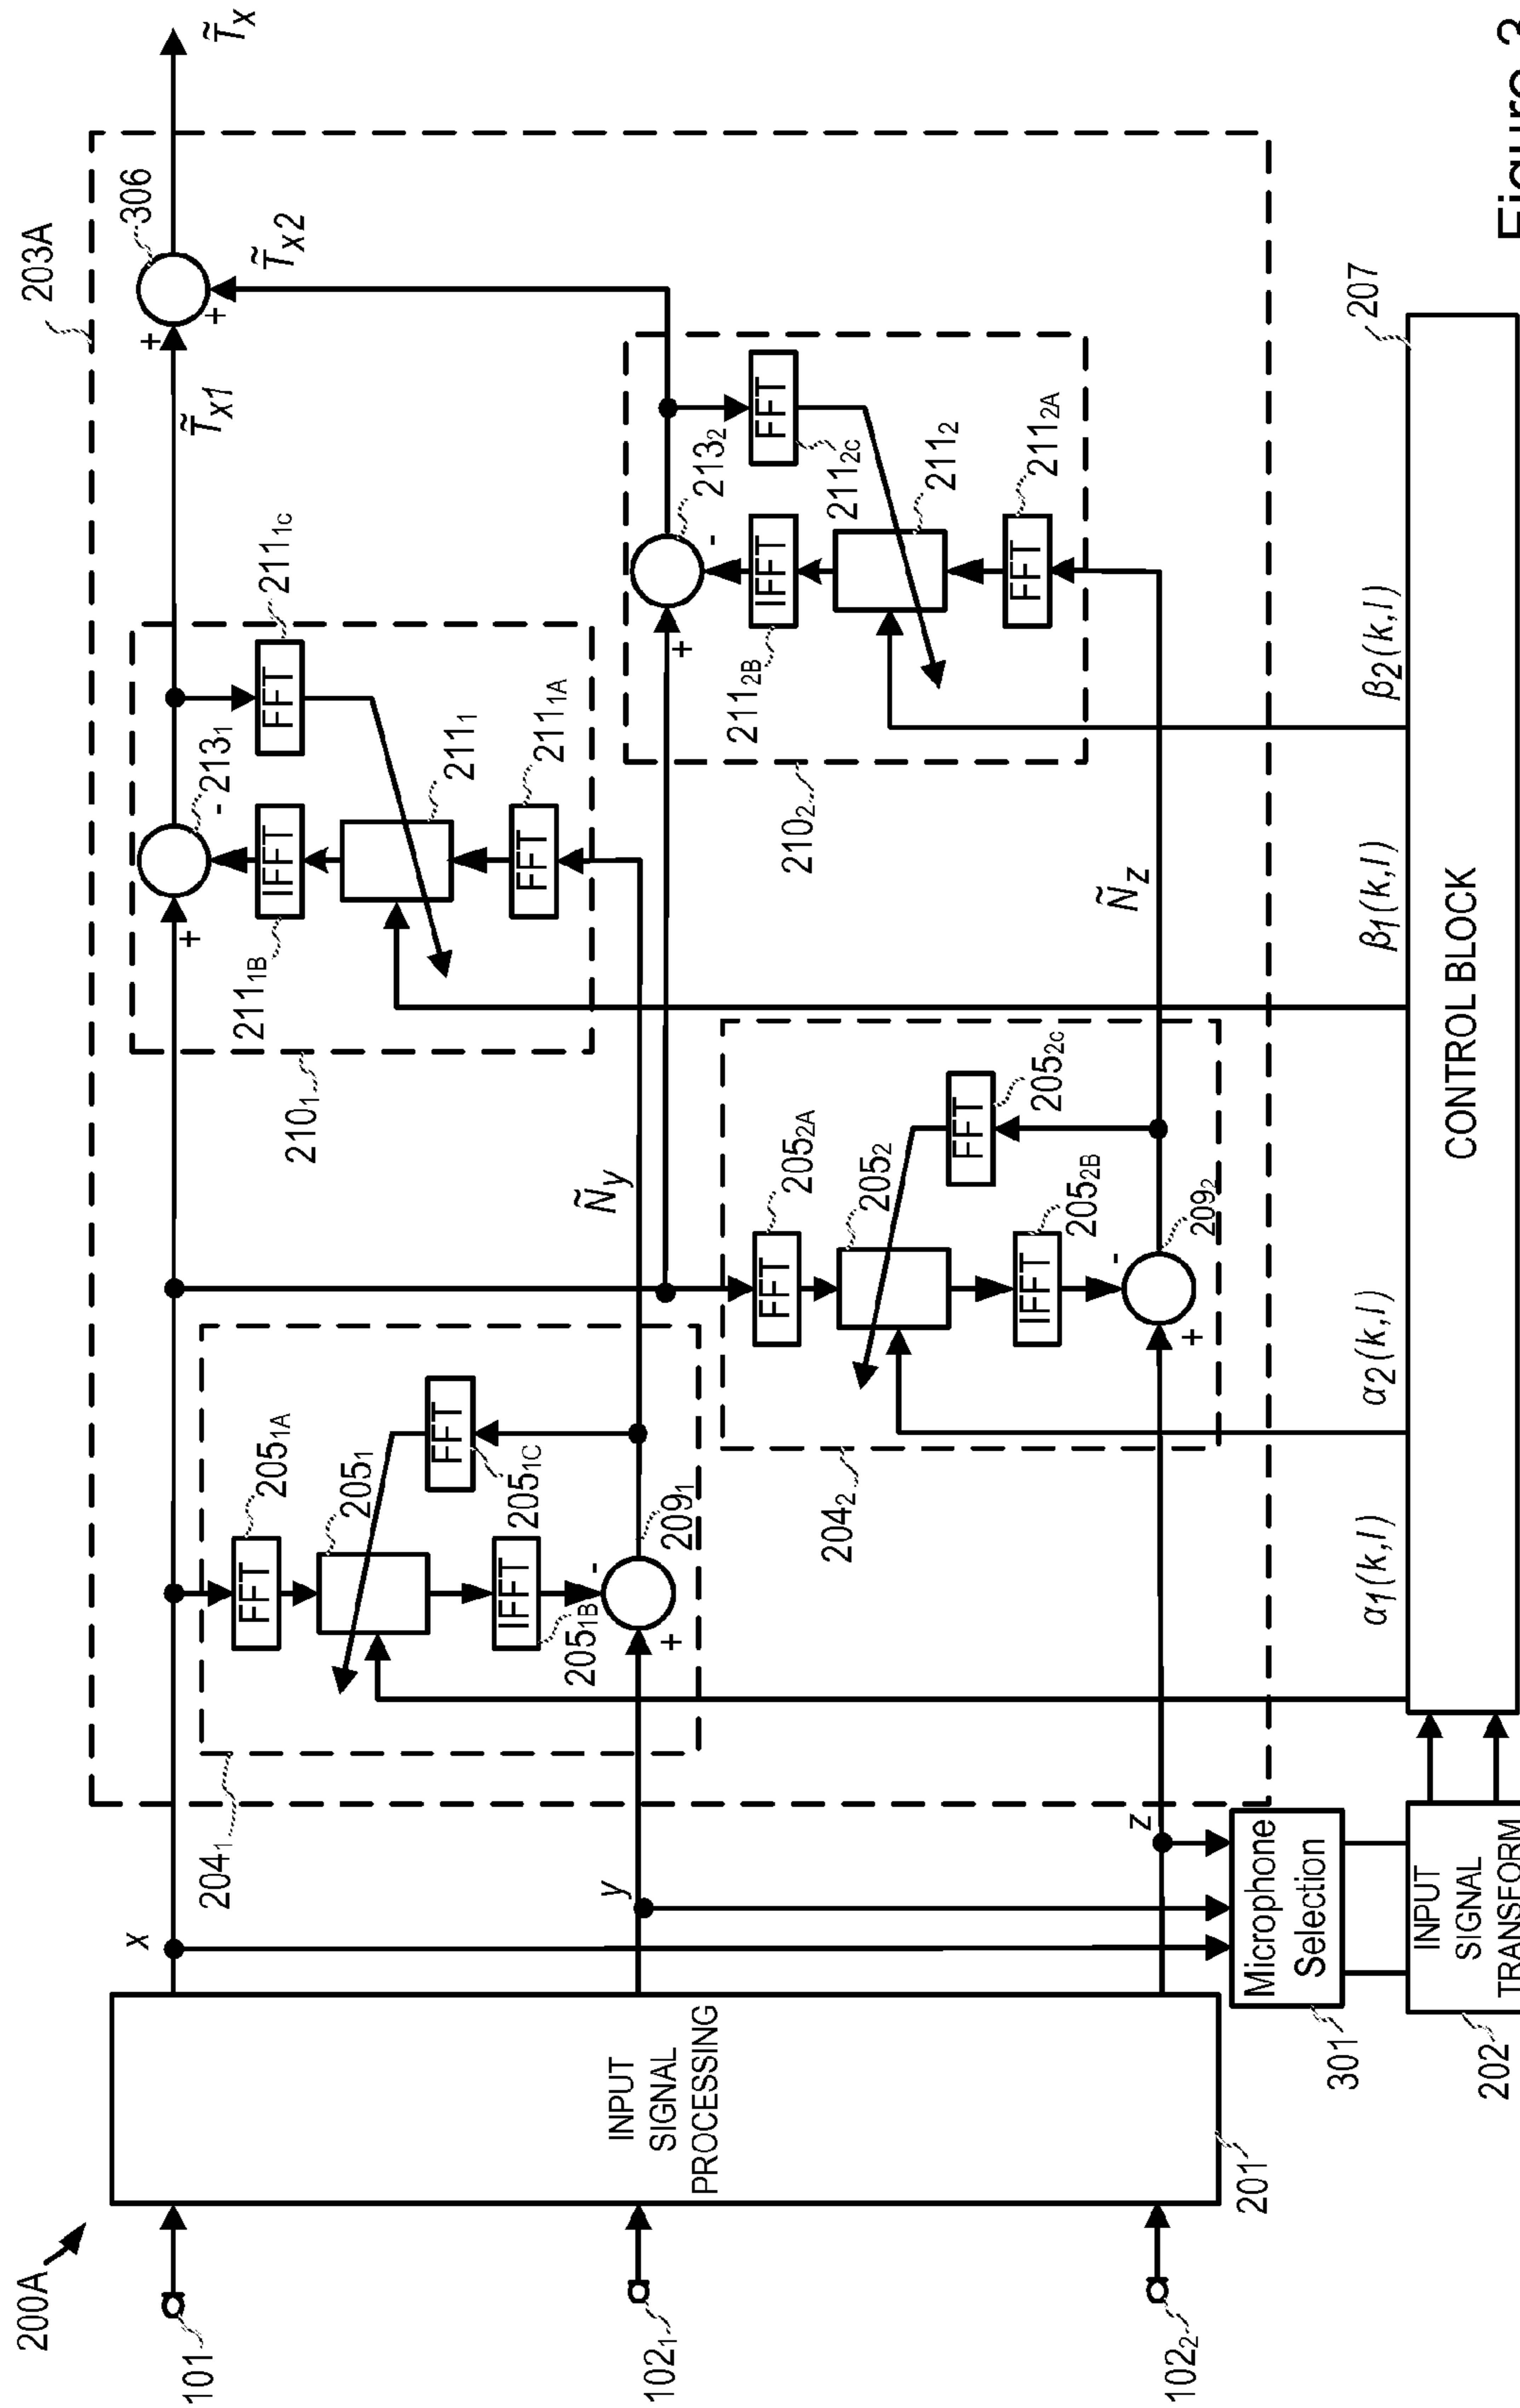 200A
203A
101
102₁
102₂
INPUT
SIGNAL
PROCESSING
201
x
y
z
Microphone
Selection
301
INPUT
SIGNAL
TRANSFORM
202
204₁
FFT
205₁A
205₁
IFFT
205₁B
FFT
205₁C
-
+
209₁
Ñy
204₂
FFT
205₂A
205₂
IFFT
205₂B
FFT
205₂c
-
+
209₂
Ñz
210₁
+
-
213₁
IFFT
211₁B
211₁
FFT
211₁A
FFT
211₁c
T̃x1
210₂
+
-
213₂
IFFT
211₂B
211₂
FFT
211₂A
FFT
211₂c
T̃x2
+
+
306
T̃x
α₁(k,l)
α₂(k,l)
β₁(k,l)
β₂(k,l)
CONTROL BLOCK
207
Figure 3